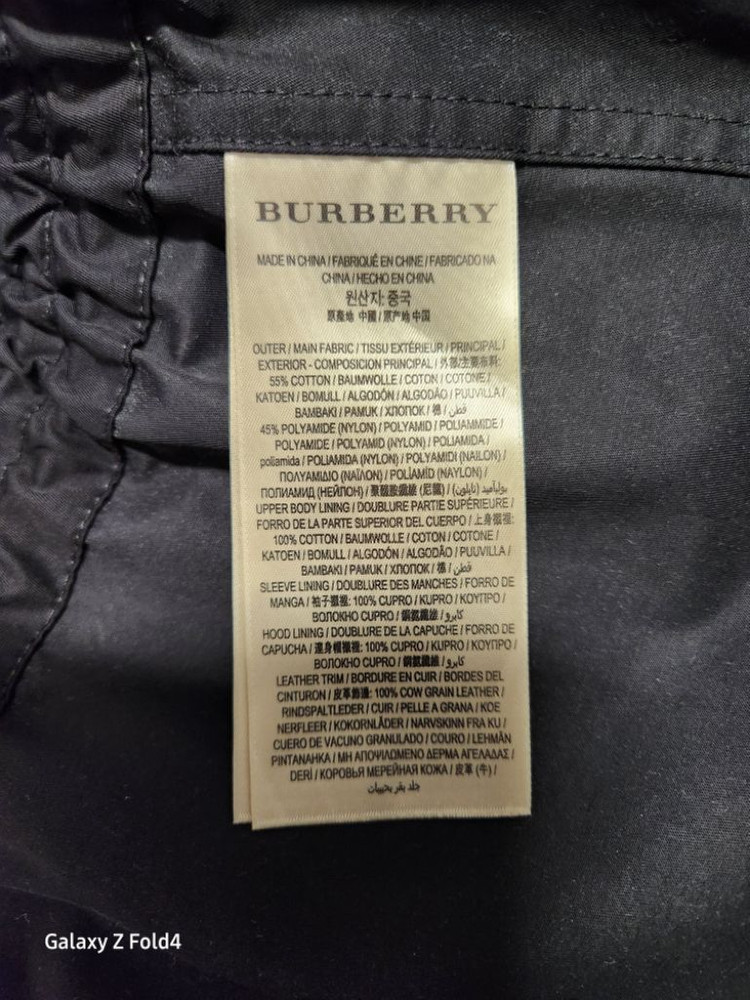 BURBERRY
MADE IN CHINA / FABRIQUÉ EN CHINE / FABRICADO NA
CHINA / HECHO EN CHINA
원산지: 중국
原産地 中國 / 原产地 中国
OUTER / MAIN FABRIC / TISSU EXTÉRIEUR / PRINCIPAL /
EXTERIOR - COMPOSICION PRINCIPAL / 外部/主要布料:
55% COTTON / BAUMWOLLE / COTON / COTONE /
KATOEN / BOMULL / ALGODÓN / ALGODÃO / PUUVILLA /
BAMBAKI / PAMUK / ХЛОПОК / 棉 / قطن
45% POLYAMIDE (NYLON) / POLYAMID / POLIAMMIDE /
POLYAMIDE / POLYAMID (NYLON) / POLIAMIDA /
poliamida / POLIAMIDA (NYLON) / POLYAMIDI (NAILON) /
ΠΟΛΥΑΜΙΔΙΟ (ΝΑΪΛΟΝ) / POLİAMİD (NAYLON) /
ПОЛИАМИД (НЕЙЛОН) / 聚醯胺纖維 (尼龍) / بوليأميد (نايلون)
UPPER BODY LINING / DOUBLURE PARTIE SUPÉRIEURE /
FORRO DE LA PARTE SUPERIOR DEL CUERPO / 上身襯裡:
100% COTTON / BAUMWOLLE / COTON / COTONE /
KATOEN / BOMULL / ALGODÓN / ALGODÃO / PUUVILLA /
BAMBAKI / PAMUK / ХЛОПОК / 棉 / قطن
SLEEVE LINING / DOUBLURE DES MANCHES / FORRO DE
MANGA / 袖子襯裡: 100% CUPRO / KUPRO / ΚΟΥΠΡΟ /
ВОЛОКНО CUPRO / 銅氨纖維 / كابرو
HOOD LINING / DOUBLURE DE LA CAPUCHE / FORRO DE
CAPUCHA / 連身帽襯裡: 100% CUPRO / KUPRO / ΚΟΥΠΡΟ /
ВОЛОКНО CUPRO / 銅氨纖維 / كابرو
LEATHER TRIM / BORDURE EN CUIR / BORDES DEL
CINTURON / 皮革飾邊: 100% COW GRAIN LEATHER /
RINDSPALTLEDER / CUIR / PELLE A GRANA / KOE
NERFLEER / KOKORNLÅDER / NARVSKINN FRA KU /
CUERO DE VACUNO GRANULADO / COURO / LEHMÄN
PINTANAHKA / ΜΗ ΑΠΟΨΙΛΩΜΕΝΟ ΔΕΡΜΑ ΑΓΕΛΑΔΑΣ /
DERİ / КОРОВЬЯ МЕРЕЙНАЯ КОЖА / 皮革 (牛) /
جلد بقر بحبيبات
Galaxy Z Fold4